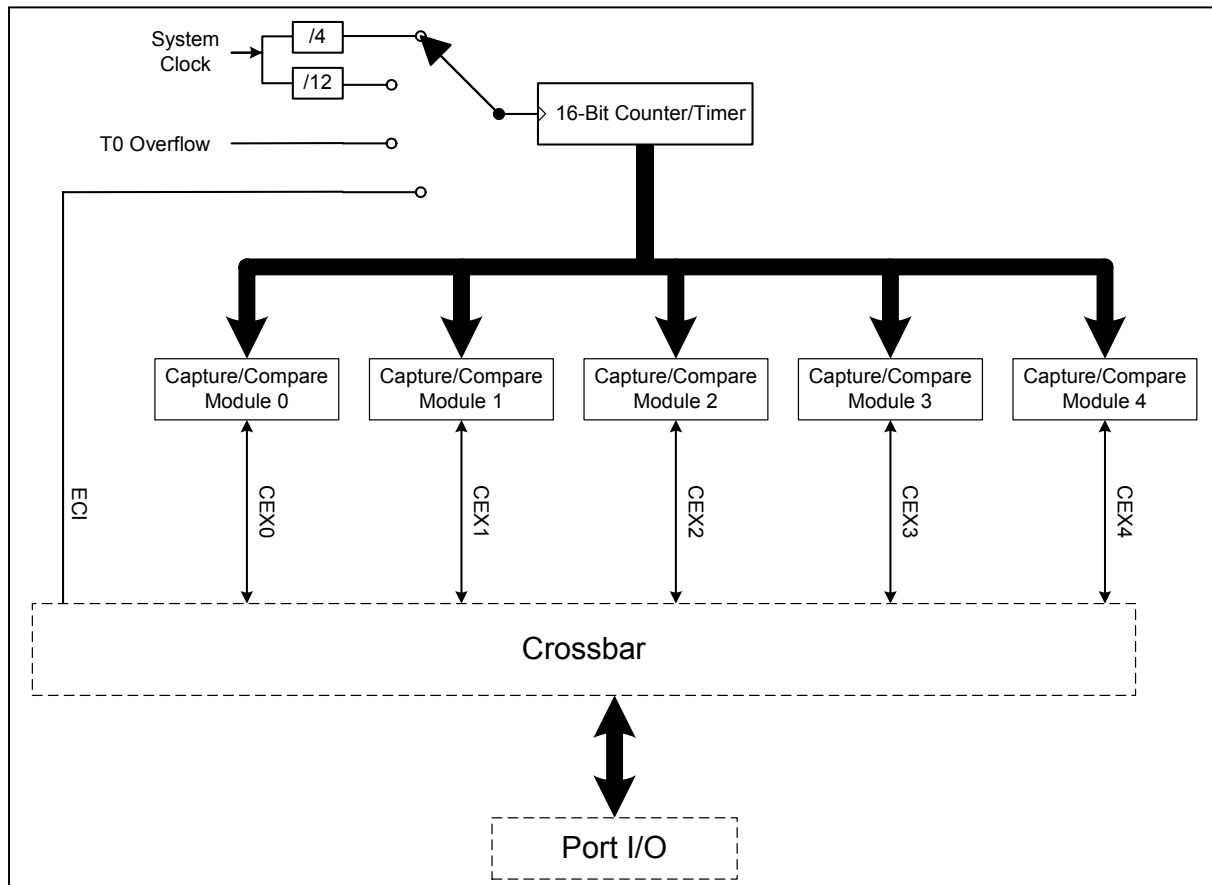 System
Clock
/4
/12
T0 Overflow
16-Bit Counter/Timer
Capture/Compare
Module 0
Capture/Compare
Module 1
Capture/Compare
Module 2
Capture/Compare
Module 3
Capture/Compare
Module 4
ECI
CEX0
CEX1
CEX2
CEX3
CEX4
Crossbar
Port I/O